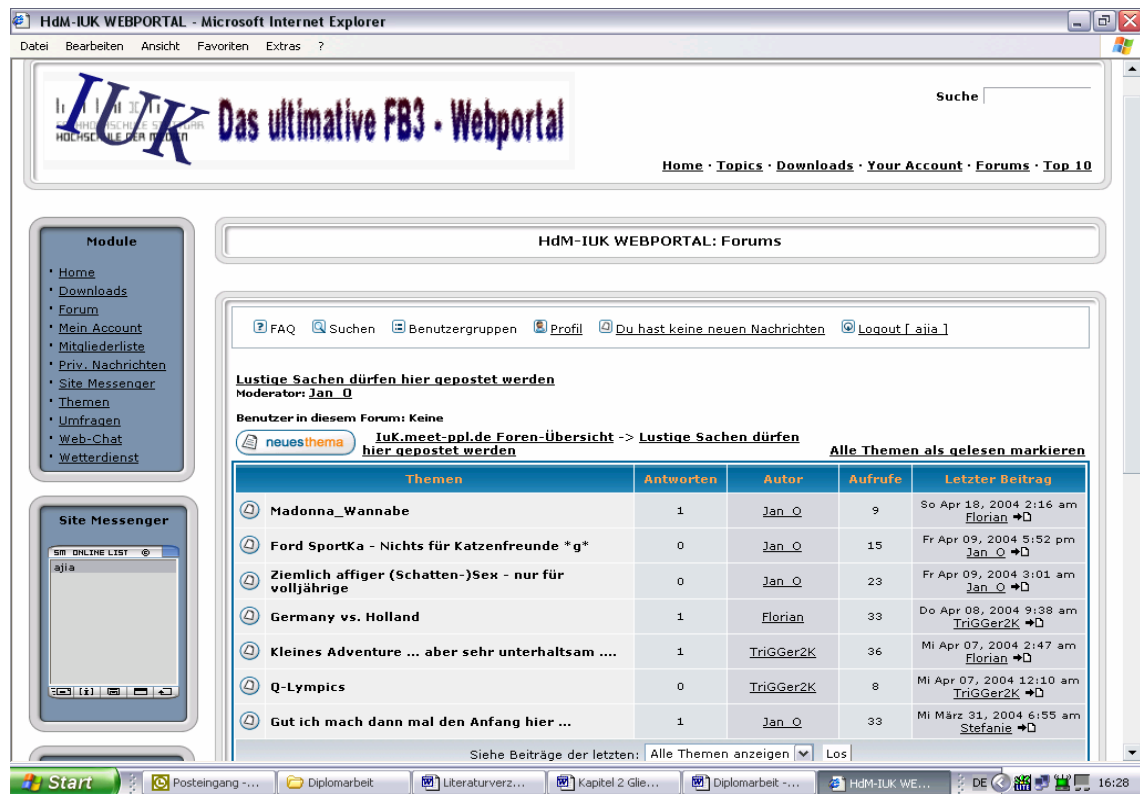 HdM-IUK WEBPORTAL - Microsoft Internet Explorer
Datei Bearbeiten Ansicht Favoriten Extras ?
IUK
HOCHSCHULE DER MEDIEN
Das ultimative FB3 - Webportal
Suche
Home · Topics · Downloads · Your Account · Forums · Top 10
Module
· Home
· Downloads
· Forum
· Mein Account
· Mitgliederliste
· Priv. Nachrichten
· Site Messenger
· Themen
· Umfragen
· Web-Chat
· Wetterdienst
Site Messenger
SM ONLINE LIST ©
ajia
HdM-IUK WEBPORTAL: Forums
FAQ Suchen Benutzergruppen Profil Du hast keine neuen Nachrichten Logout [ ajia ]
Lustige Sachen dürfen hier gepostet werden
Moderator: Jan_O
Benutzer in diesem Forum: Keine
neuesthema
IuK.meet-ppl.de Foren-Übersicht -> Lustige Sachen dürfen
hier gepostet werden
Alle Themen als gelesen markieren
Themen Antworten Autor Aufrufe Letzter Beitrag
Madonna_Wannabe 1 Jan_O 9 So Apr 18, 2004 2:16 am
Florian
Ford SportKa - Nichts für Katzenfreunde *g* 0 Jan_O 15 Fr Apr 09, 2004 5:52 pm
Jan_O
Ziemlich affiger (Schatten-)Sex - nur für
volljährige 0 Jan_O 23 Fr Apr 09, 2004 3:01 am
Jan_O
Germany vs. Holland 1 Florian 33 Do Apr 08, 2004 9:38 am
TriGGer2K
Kleines Adventure ... aber sehr unterhaltsam .... 1 TriGGer2K 36 Mi Apr 07, 2004 2:47 am
Florian
Q-Lympics 0 TriGGer2K 8 Mi Apr 07, 2004 12:10 am
TriGGer2K
Gut ich mach dann mal den Anfang hier ... 1 Jan_O 33 Mi März 31, 2004 6:55 am
Stefanie
Siehe Beiträge der letzten: Alle Themen anzeigen Los
Start Posteingang -... Diplomarbeit Literaturverz... Kapitel 2 Glie... Diplomarbeit -... HdM-IUK WE... DE 16:28